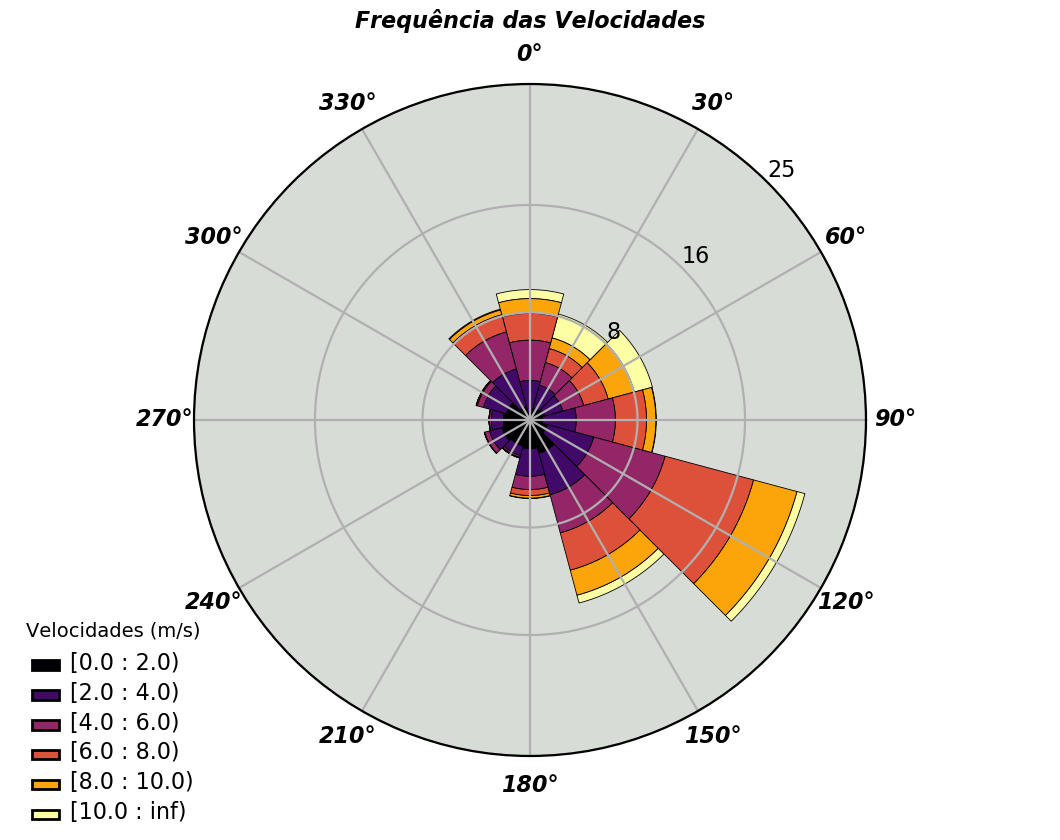 Frequência das Velocidades
0°
330°
30°
25
300°
60°
16
8
270°
90°
240°
120°
210°
150°
180°
Velocidades (m/s)
[0.0 : 2.0)
[2.0 : 4.0)
[4.0 : 6.0)
[6.0 : 8.0)
[8.0 : 10.0)
[10.0 : inf)